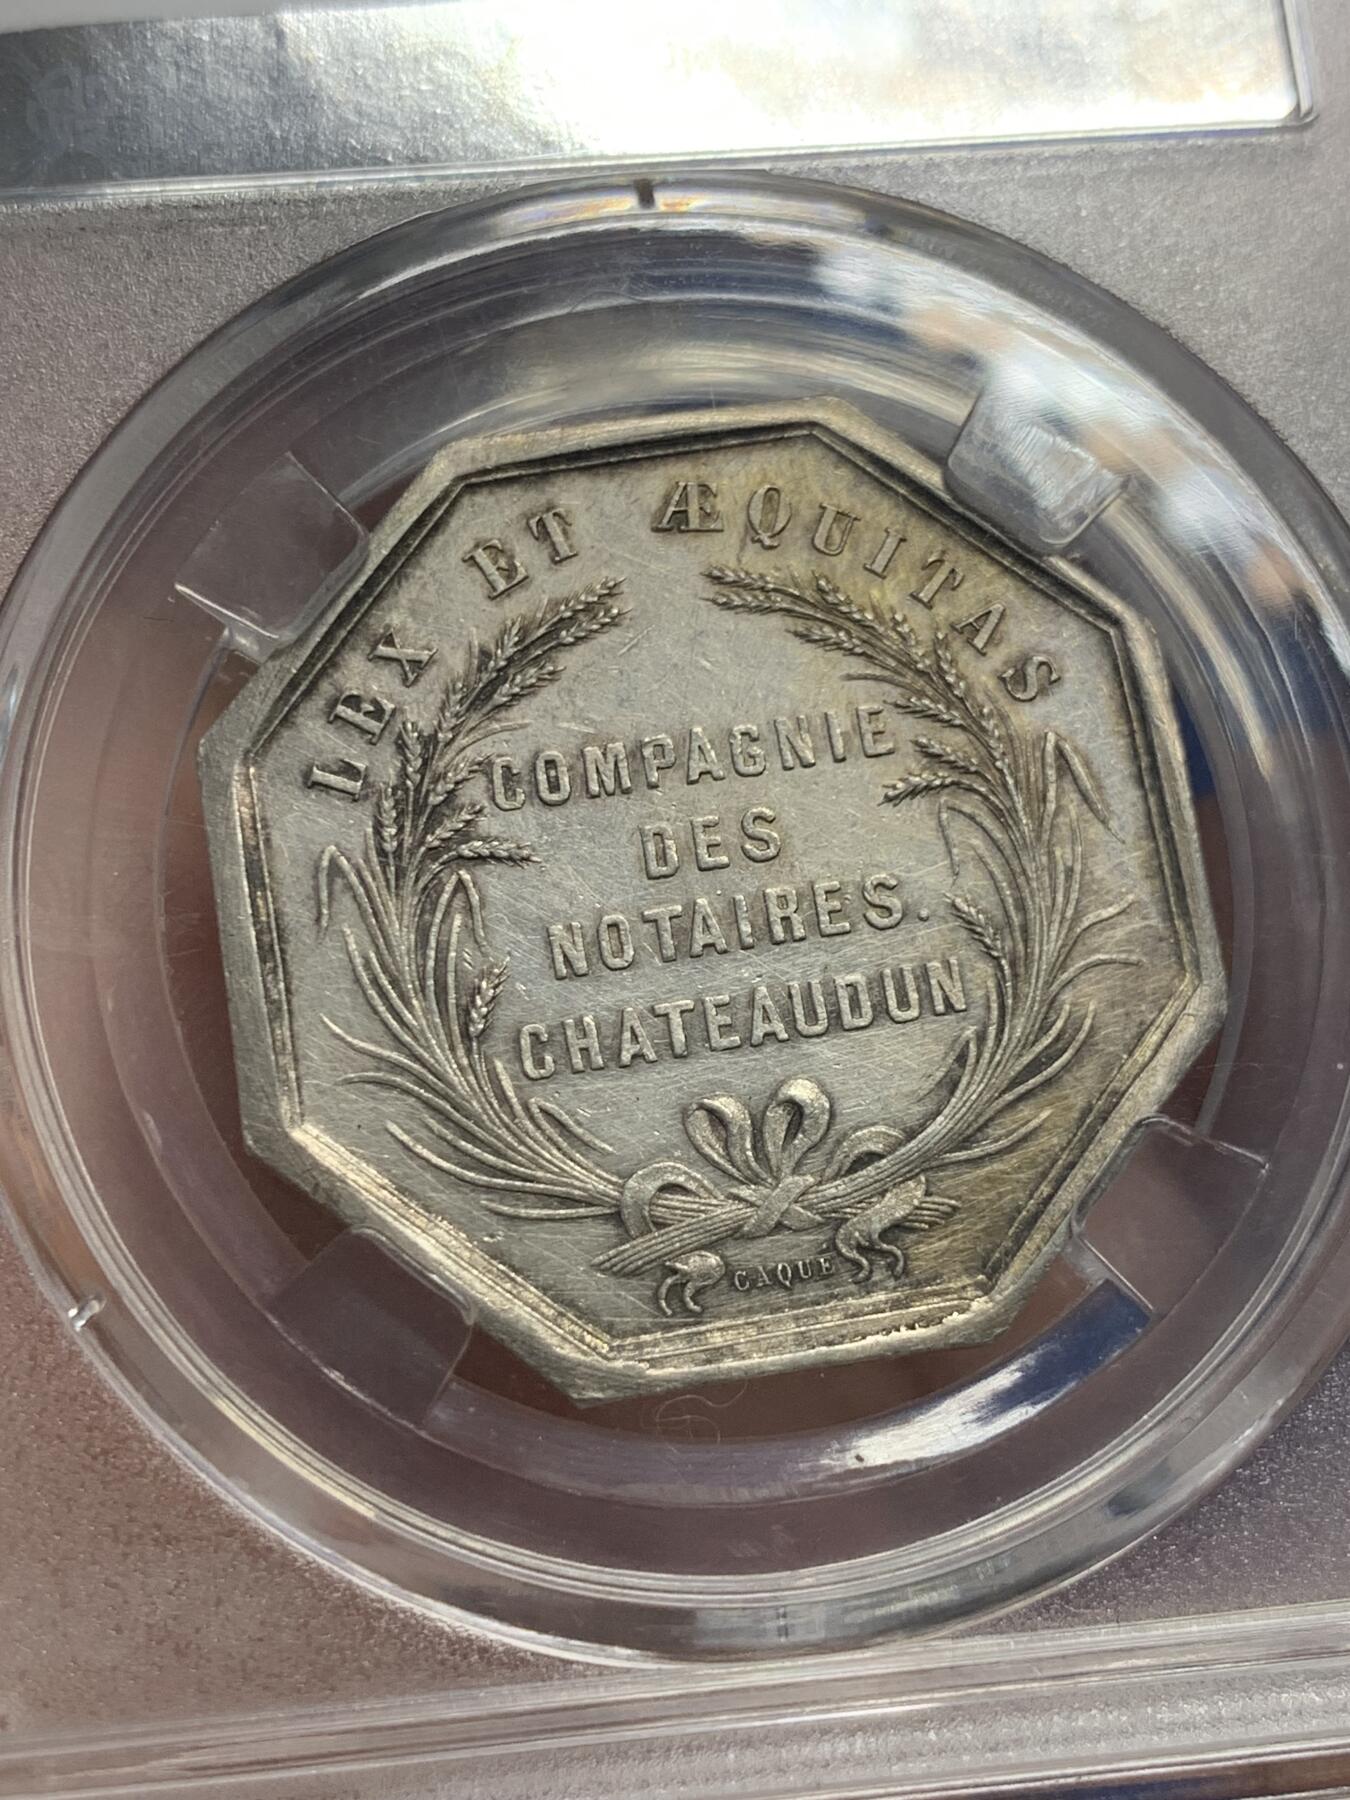 LEX ET ÆQUITAS
COMPAGNIE
DES
NOTAIRES.
CHATEAUDUN
CAQUÉ